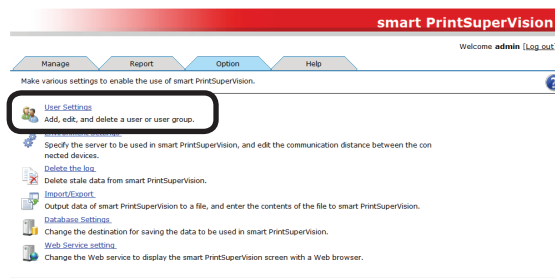 smart PrintSuperVision
Welcome admin [Log out]
Manage Report Option Help
Make various settings to enable the use of smart PrintSuperVision.
User Settings
Add, edit, and delete a user or user group.
Specify the server to be used in smart PrintSuperVision, and edit the communication distance between the con
nected devices.
Delete the log
Delete stale data from smart PrintSuperVision.
Import/Export
Output data of smart PrintSuperVision to a file, and enter the contents of the file to smart PrintSuperVision.
Database Settings
Change the destination for saving the data to be used in smart PrintSuperVision.
Web Service setting
Change the Web service to display the smart PrintSuperVision screen with a Web browser.